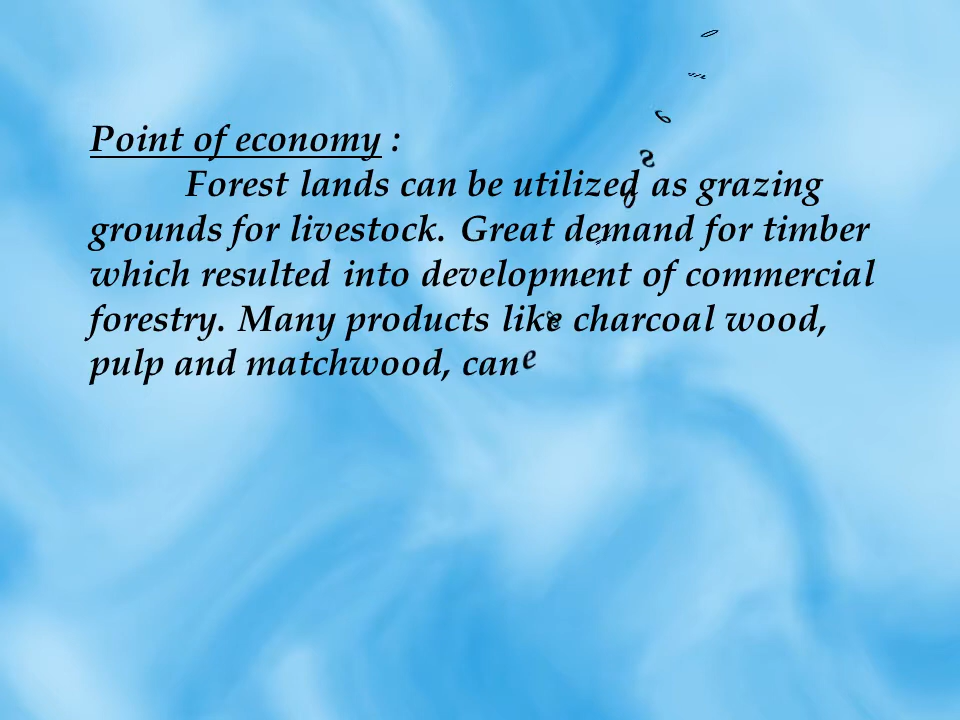 Point of economy :
Forest lands can be utilized as grazing
grounds for livestock. Great demand for timber
which resulted into development of commercial
forestry. Many products like charcoal wood,
pulp and matchwood, can